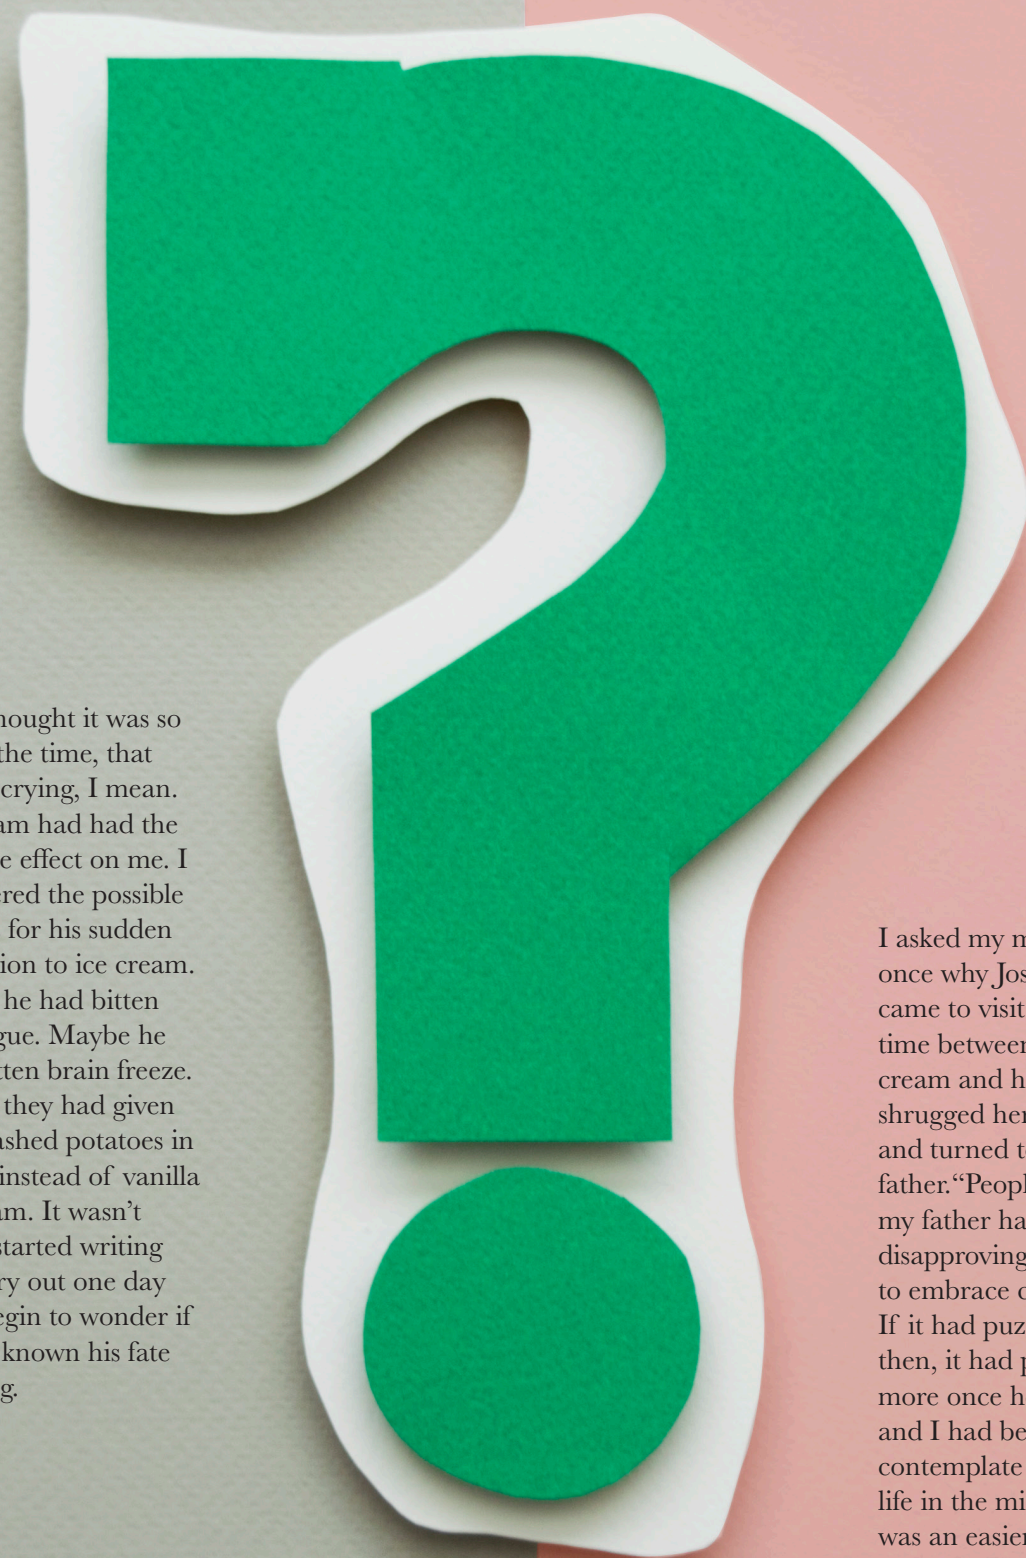 ?
hought it was so
the time, that
crying, I mean.
am had had the
e effect on me. I
ered the possible
for his sudden
ion to ice cream.
he had bitten
gue. Maybe he
tten brain freeze.
they had given
ashed potatoes in
instead of vanilla
am. It wasn’t
started writing
ry out one day
egin to wonder if
known his fate
g.
I asked my m
once why Jos
came to visit
time between
cream and h
shrugged her
and turned t
father.“Peopl
my father ha
disapproving
to embrace o
If it had puz
then, it had p
more once h
and I had be
contemplate
life in the mi
was an easier